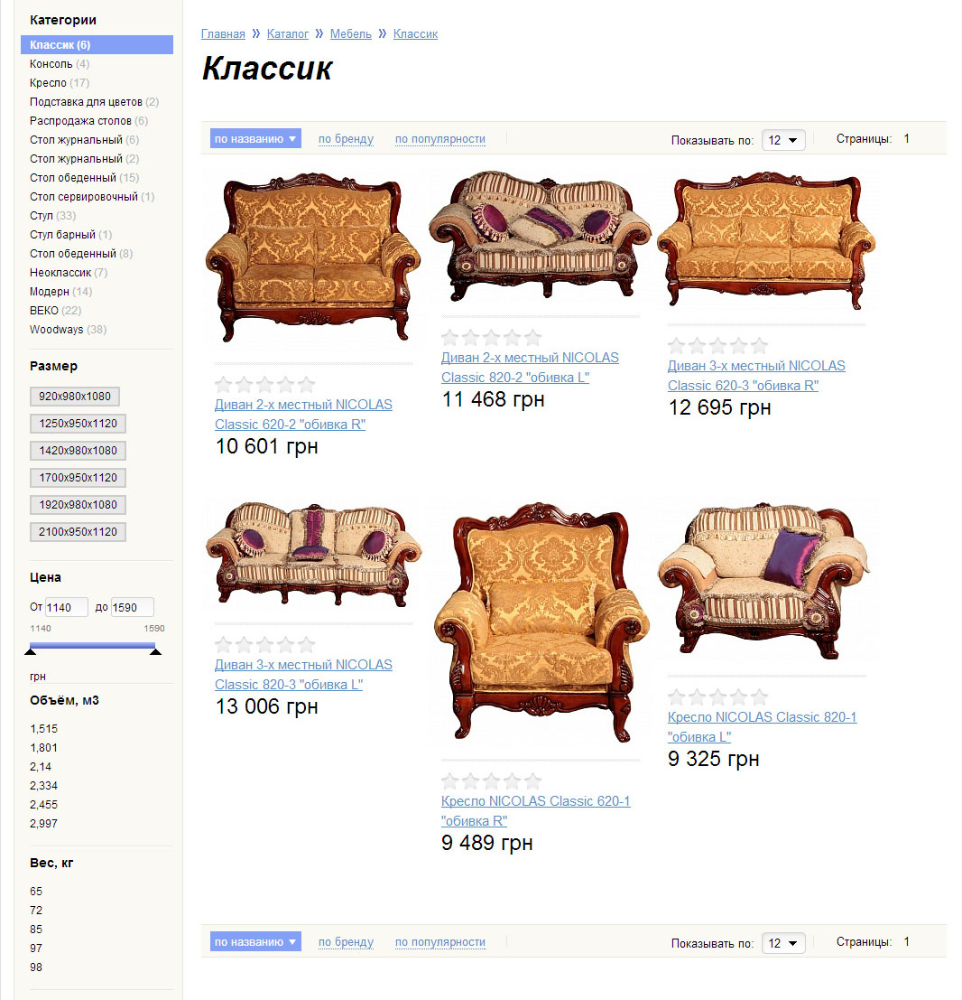 Категории
Классик (6)
Консоль (4)
Кресло (17)
Подставка для цветов (2)
Распродажа столов (6)
Стол журнальный (6)
Стол журнальный (2)
Стол обеденный (15)
Стол сервировочный (1)
Стул (33)
Стул барный (1)
Стол обеденный (8)
Неоклассик (7)
Модерн (14)
ВЕКО (22)
Woodways (38)
Размер
920x980x1080
1250x950x1120
1420x980x1080
1700x950x1120
1920x980x1080
2100x950x1120
Цена
От 1140 до 1590
1140 1590
грн
Объём, м3
1,515
1,801
2,14
2,334
2,455
2,997
Вес, кг
65
72
85
97
98
Главная » Каталог » Мебель » Классик
Классик
по названию ▼ по бренду по популярности Показывать по: 12 Страницы: 1
Диван 2-х местный NICOLAS
Classic 620-2 "обивка R"
10 601 грн
Диван 2-х местный NICOLAS
Classic 820-2 "обивка L"
11 468 грн
Диван 3-х местный NICOLAS
Classic 620-3 "обивка R"
12 695 грн
Диван 3-х местный NICOLAS
Classic 820-3 "обивка L"
13 006 грн
Кресло NICOLAS Classic 620-1
"обивка R"
9 489 грн
Кресло NICOLAS Classic 820-1
"обивка L"
9 325 грн
по названию ▼ по бренду по популярности Показывать по: 12 Страницы: 1